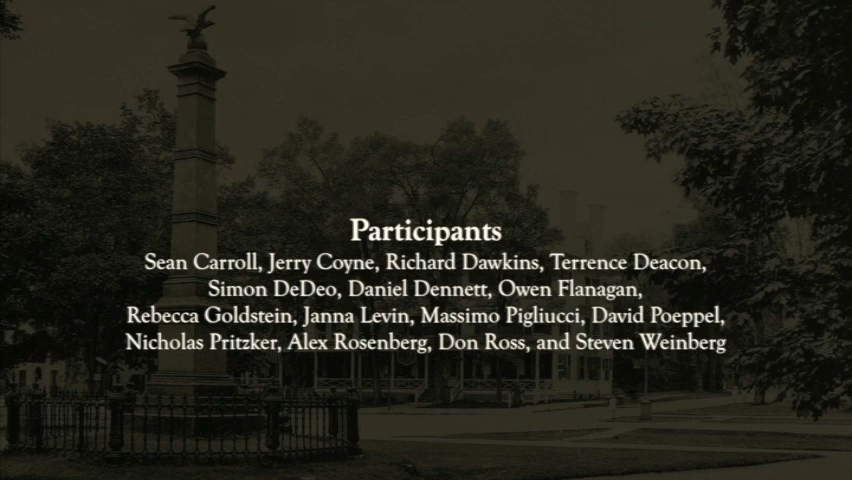 Participants
Sean Carroll, Jerry Coyne, Richard Dawkins, Terrence Deacon,
Simon DeDeo, Daniel Dennett, Owen Flanagan,
Rebecca Goldstein, Janna Levin, Massimo Pigliucci, David Poeppel,
Nicholas Pritzker, Alex Rosenberg, Don Ross, and Steven Weinberg